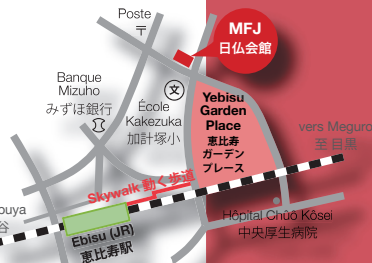 Poste
〒
MFJ
日仏会館
Banque
Mizuho
みずほ銀行
文
École
Kakezuka
加計塚小
Yebisu
Garden
Place
恵比寿
ガーデン
プレース
vers Meguro
至 目黒
Skywalk 動く歩道
ouya
谷
Ebisu (JR)
恵比寿駅
Hôpital Chûô Kôsei
中央厚生病院